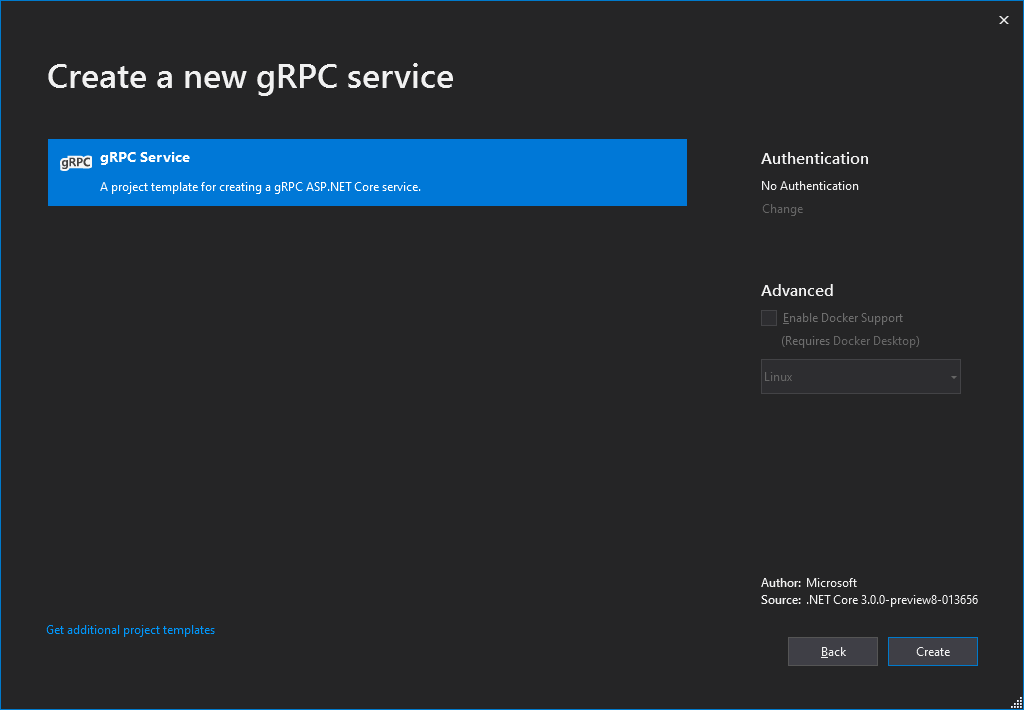 Create a new gRPC service
gRPC
gRPC Service
A project template for creating a gRPC ASP.NET Core service.
Authentication
No Authentication
Change
Advanced
Enable Docker Support
(Requires Docker Desktop)
Linux
Author: Microsoft
Source: .NET Core 3.0.0-preview8-013656
Get additional project templates
Back
Create